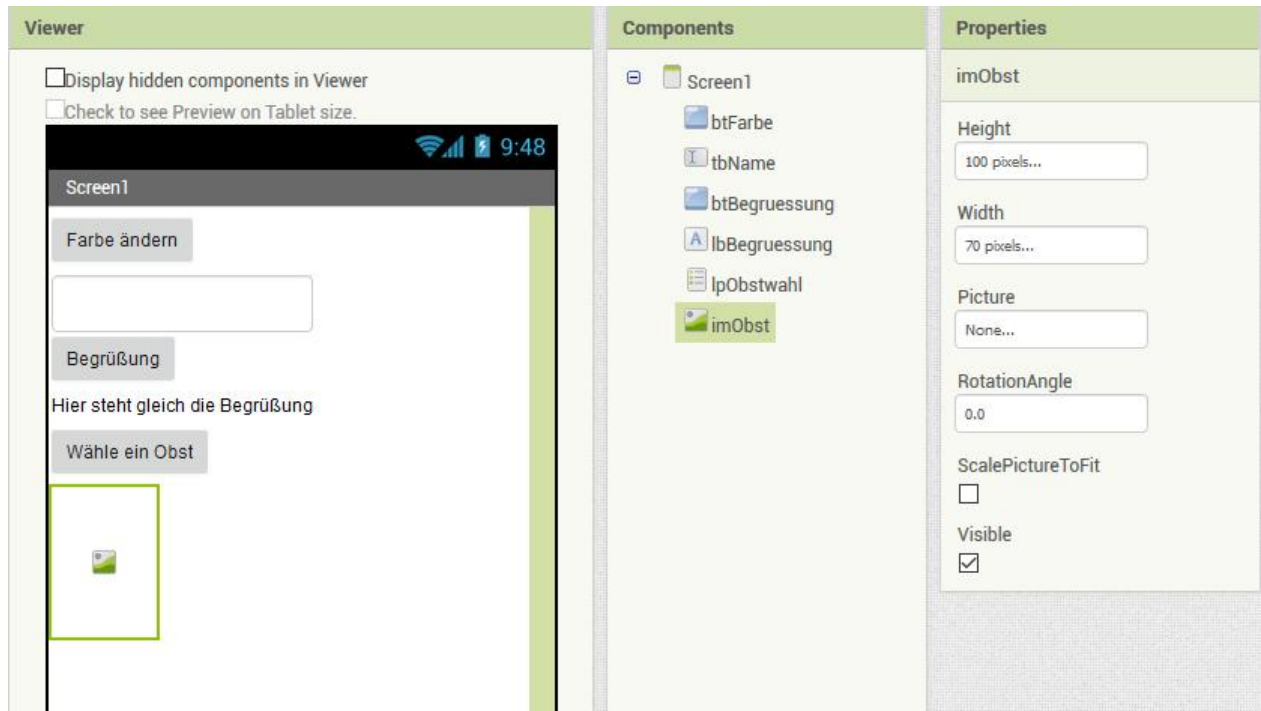 Viewer
Display hidden components in Viewer
Check to see Preview on Tablet size.
9:48
Screen1
Farbe ändern
Begrüßung
Hier steht gleich die Begrüßung
Wähle ein Obst
Components
Screen1
btFarbe
tbName
btBegruessung
A lbBegruessung
lpObstwahl
imObst
Properties
imObst
Height
100 pixels...
Width
70 pixels...
Picture
None...
RotationAngle
0.0
ScalePictureToFit
Visible